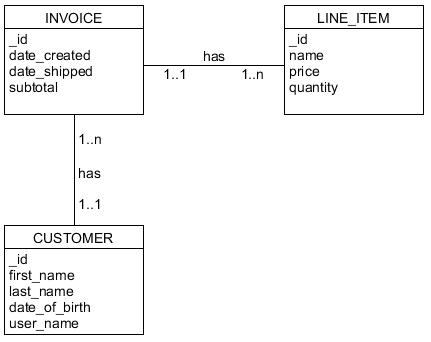 INVOICE
_id
date_created
date_shipped
subtotal
has
1..1
1..n
LINE_ITEM
_id
name
price
quantity
1..n
has
1..1
CUSTOMER
_id
first_name
last_name
date_of_birth
user_name